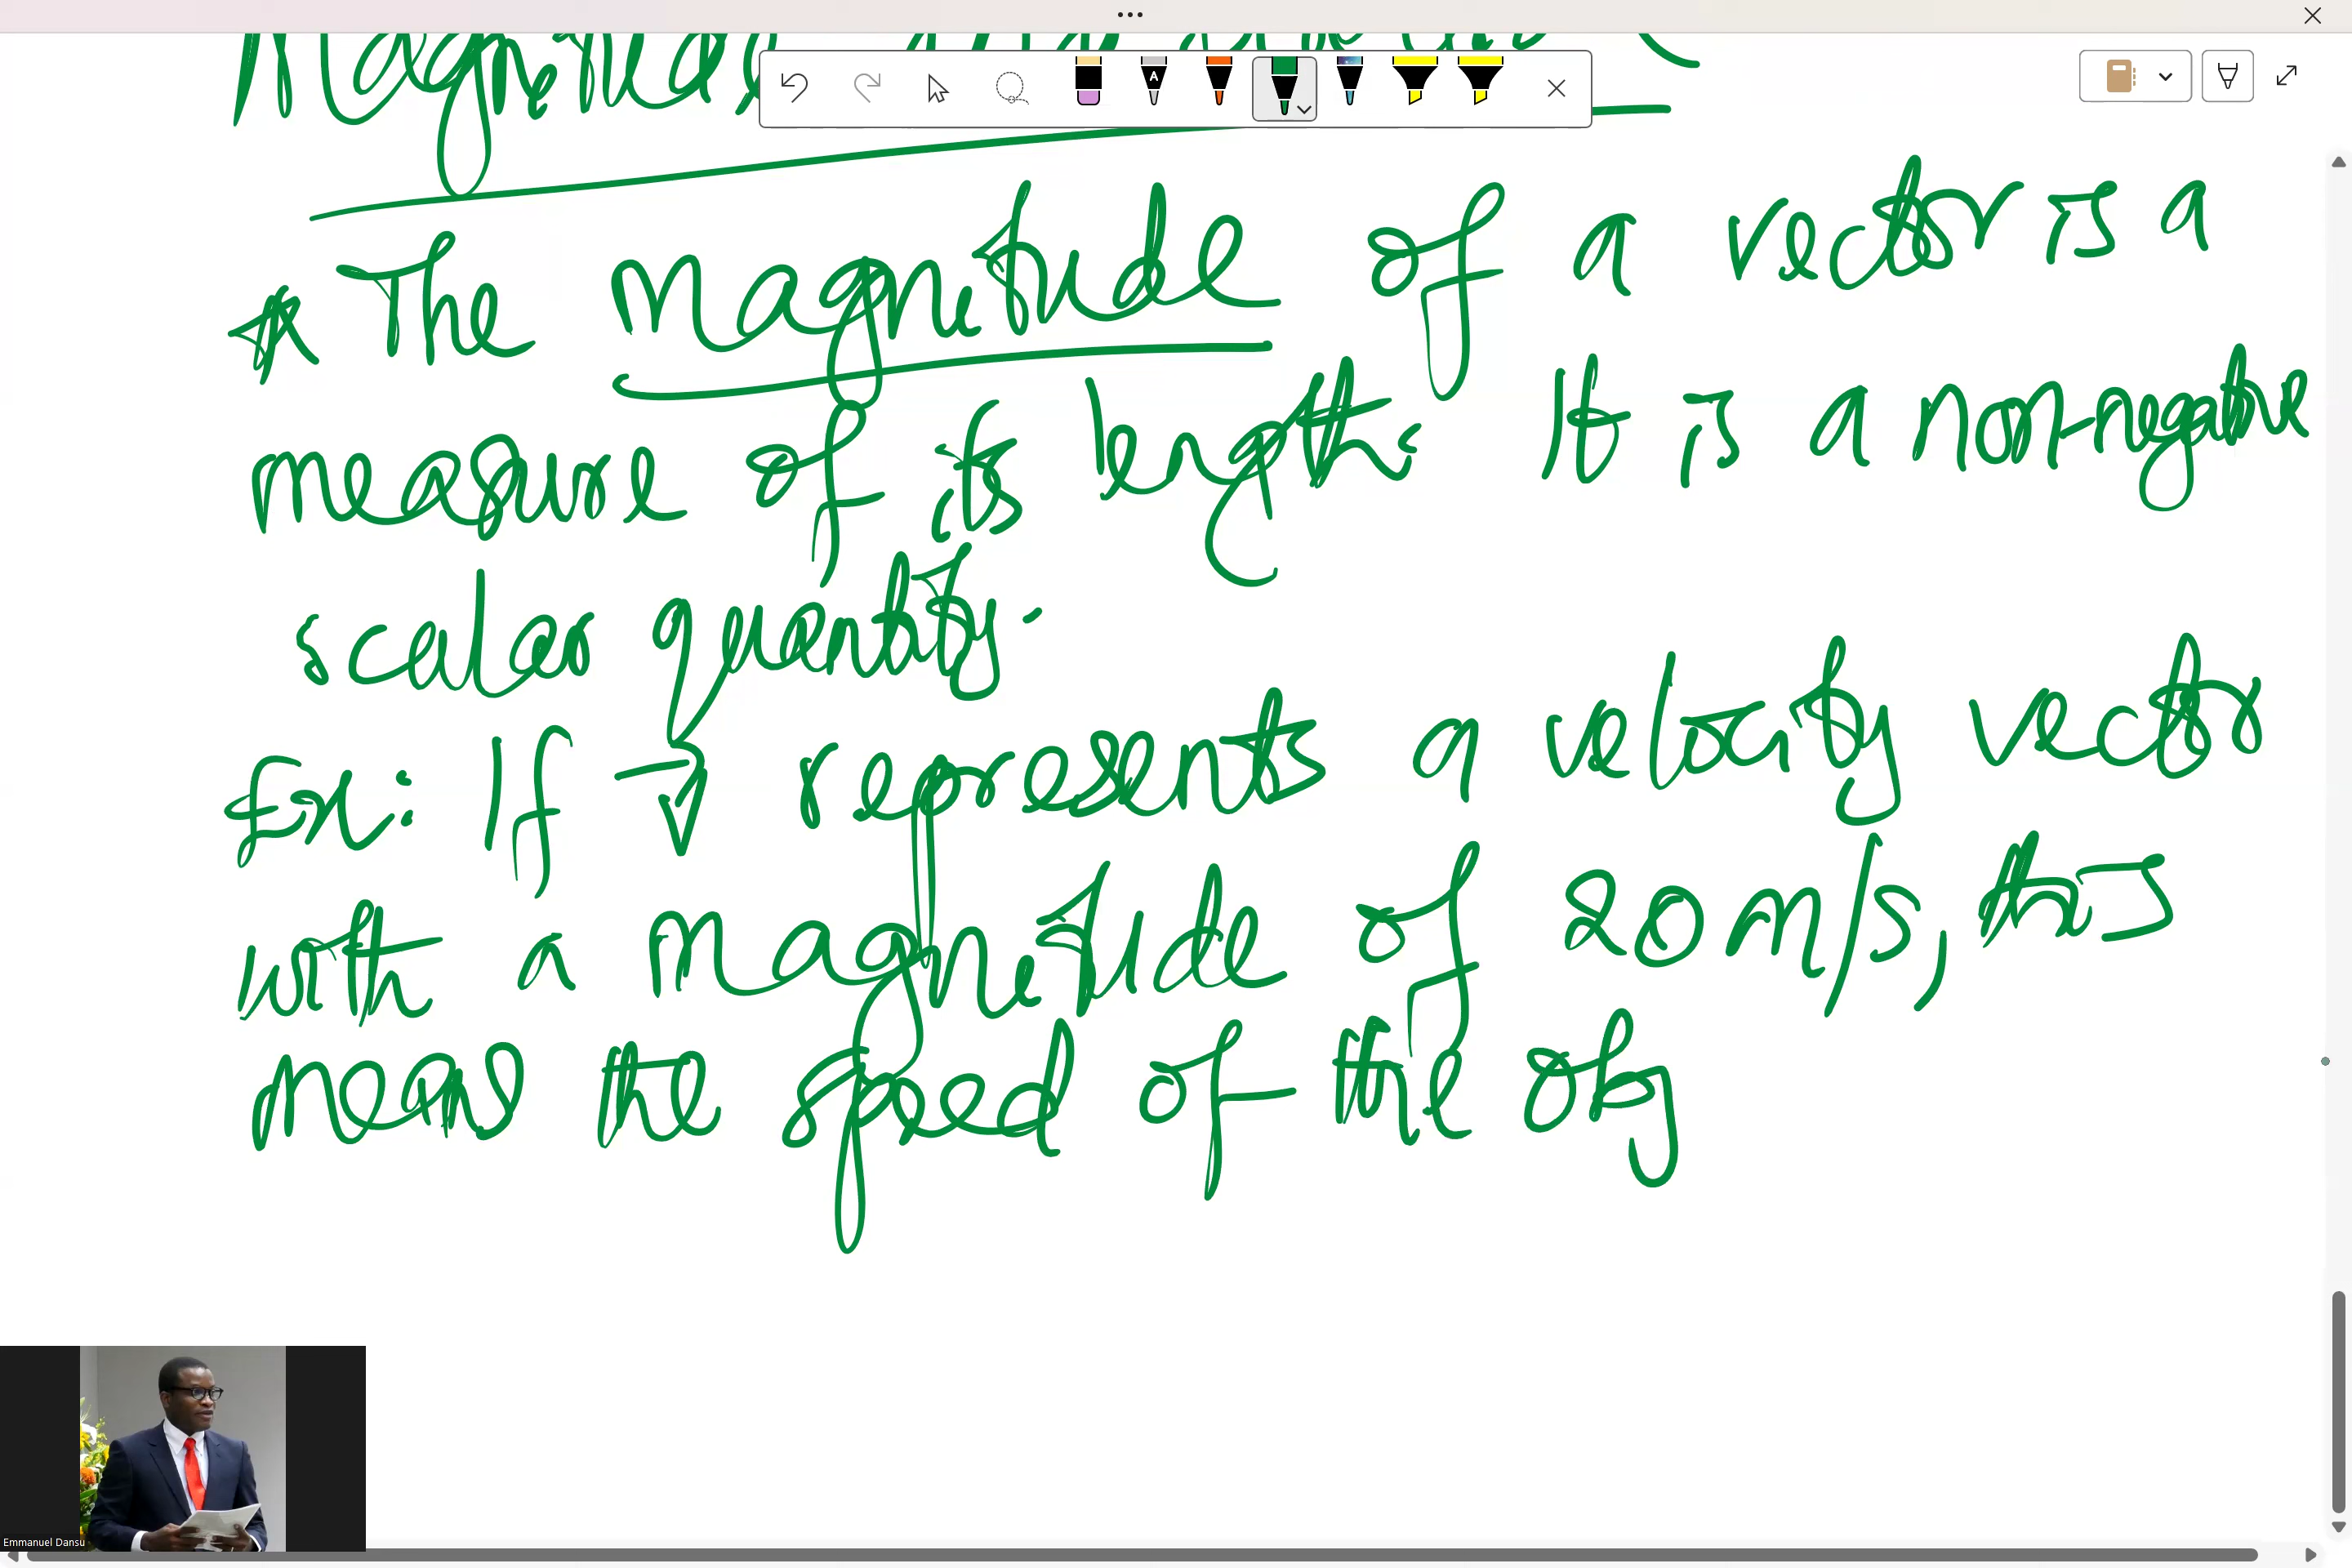 * The magnitude of a vector is a
measure of its length. It is a non-negative
scalar quantity.
Ex: If v⃗ represents a velocity vector
with a magnitude of 20 m/s, this
means the speed of the obj
Emmanuel Dansu